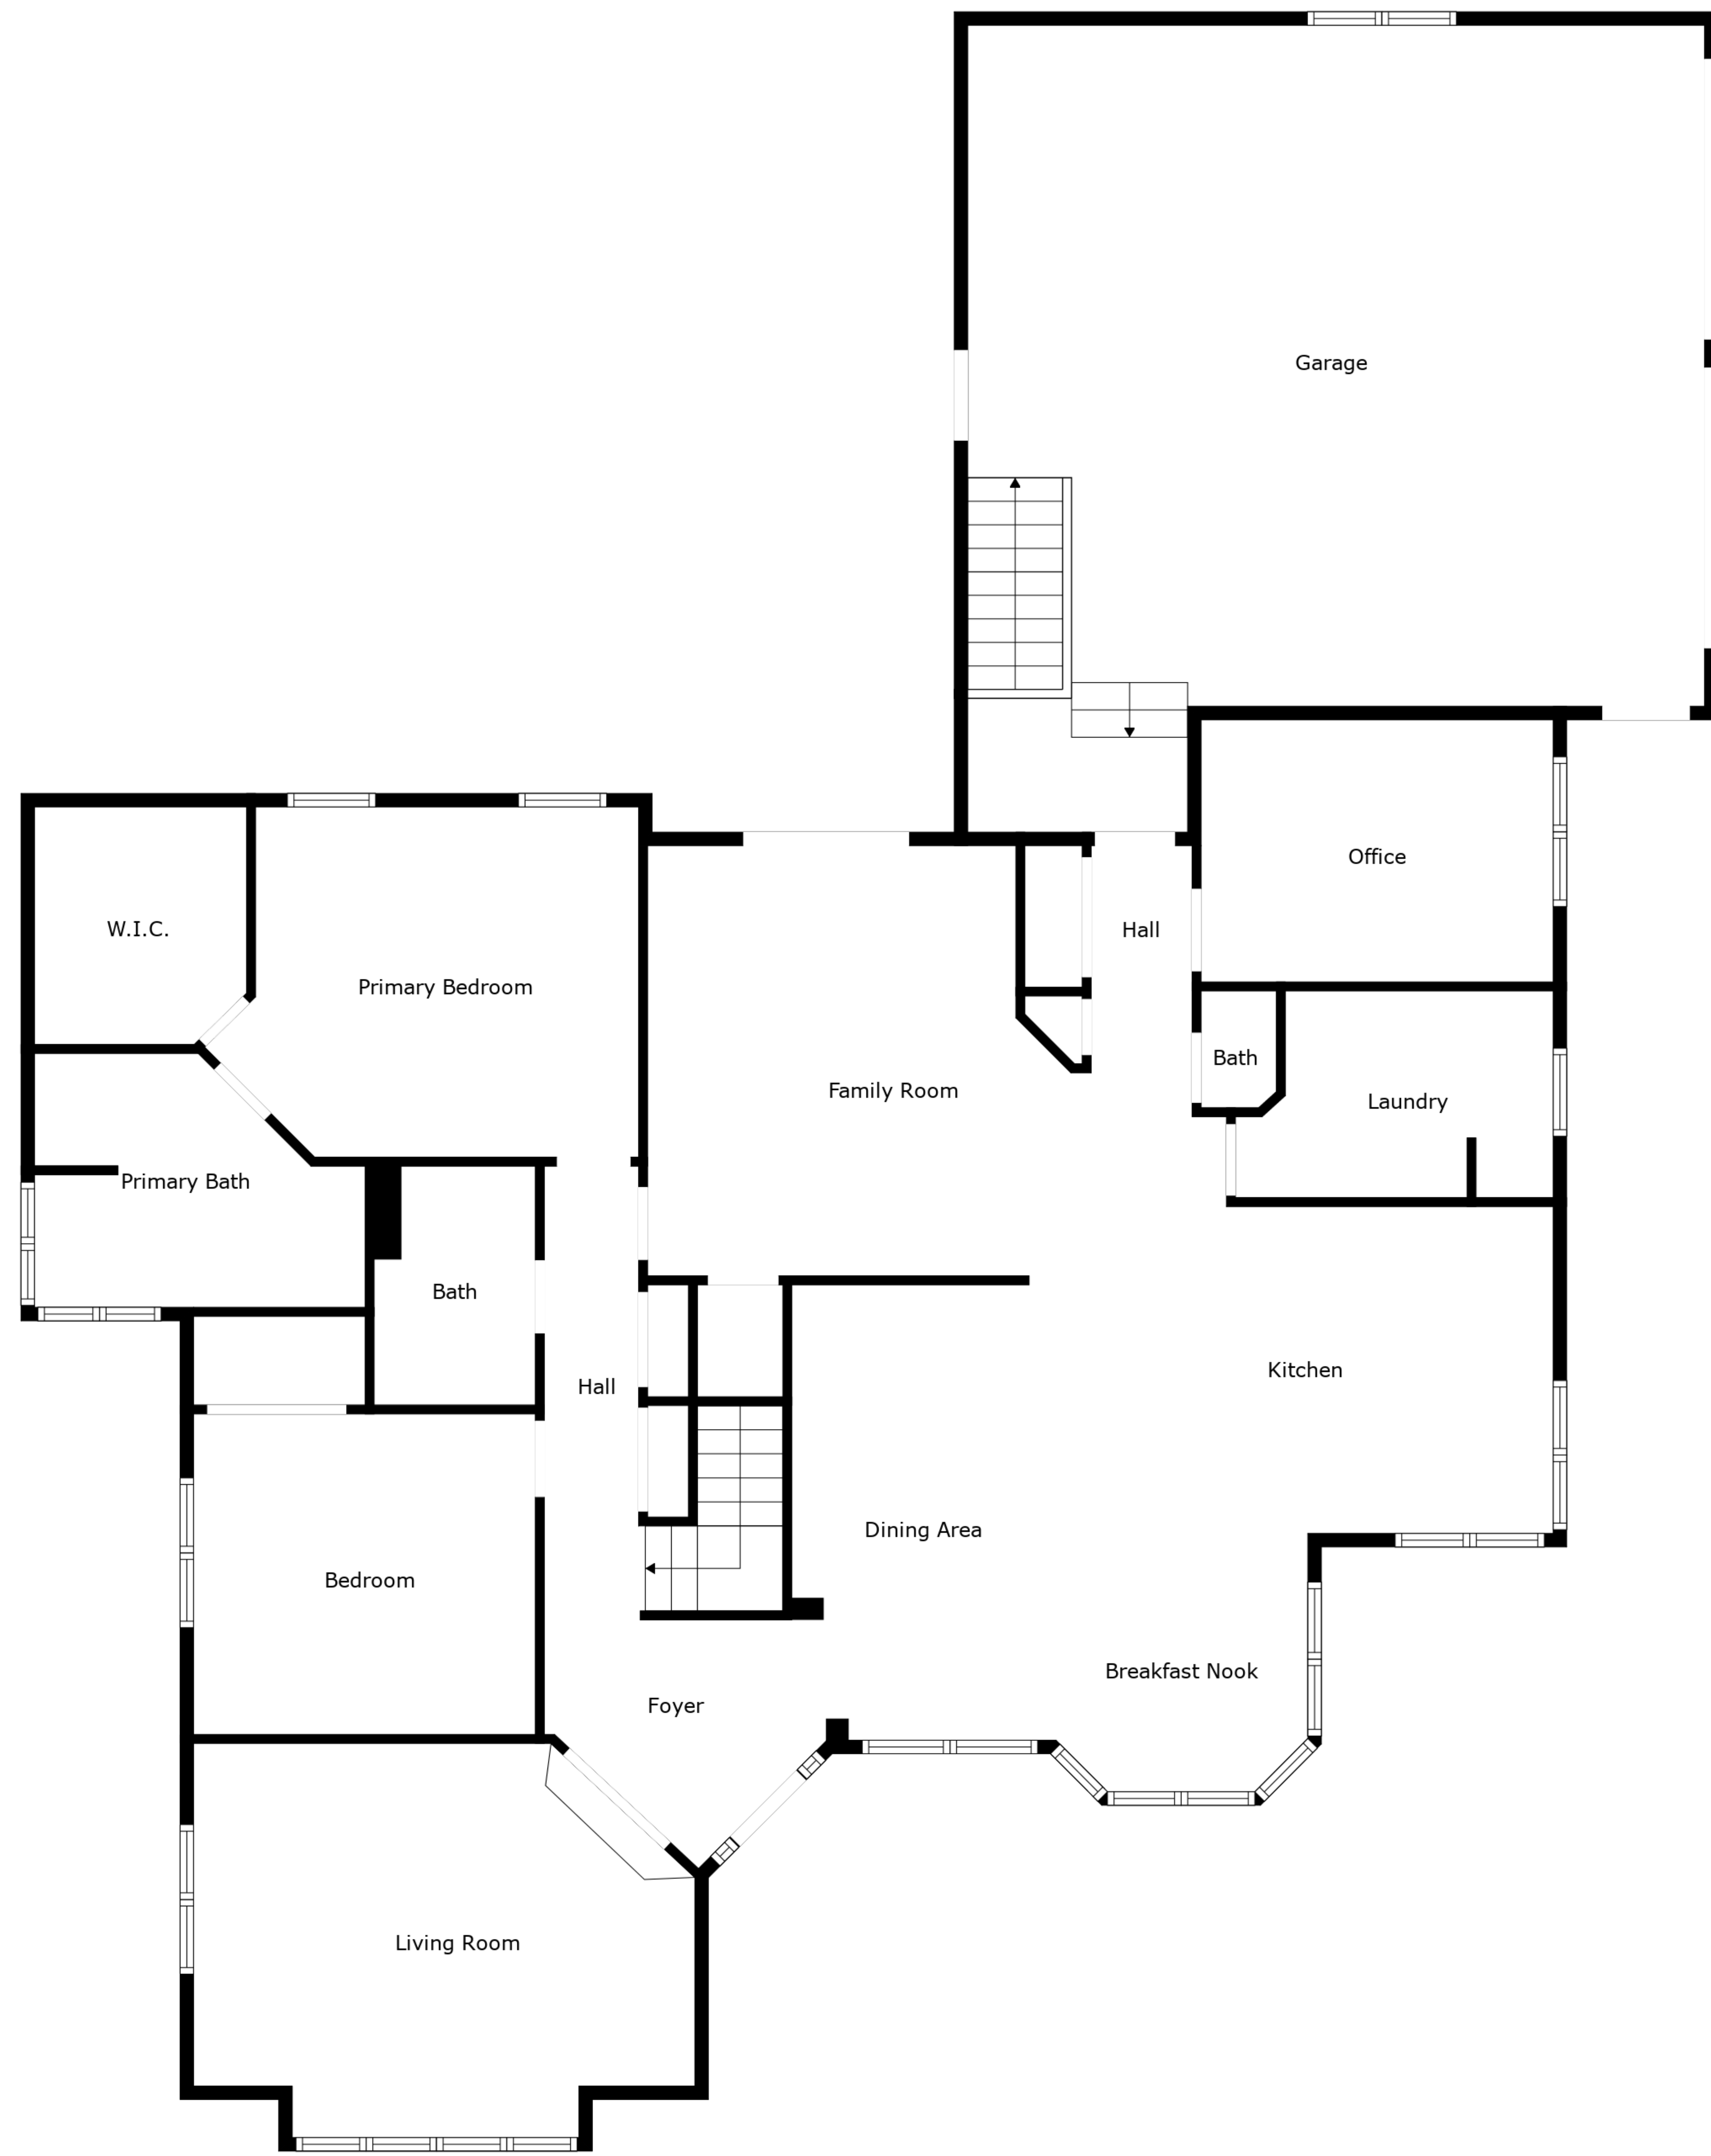 Garage
Office
W.I.C.
Hall
Primary Bedroom
Bath
Family Room
Laundry
Primary Bath
Bath
Kitchen
Hall
Dining Area
Bedroom
Breakfast Nook
Foyer
Living Room